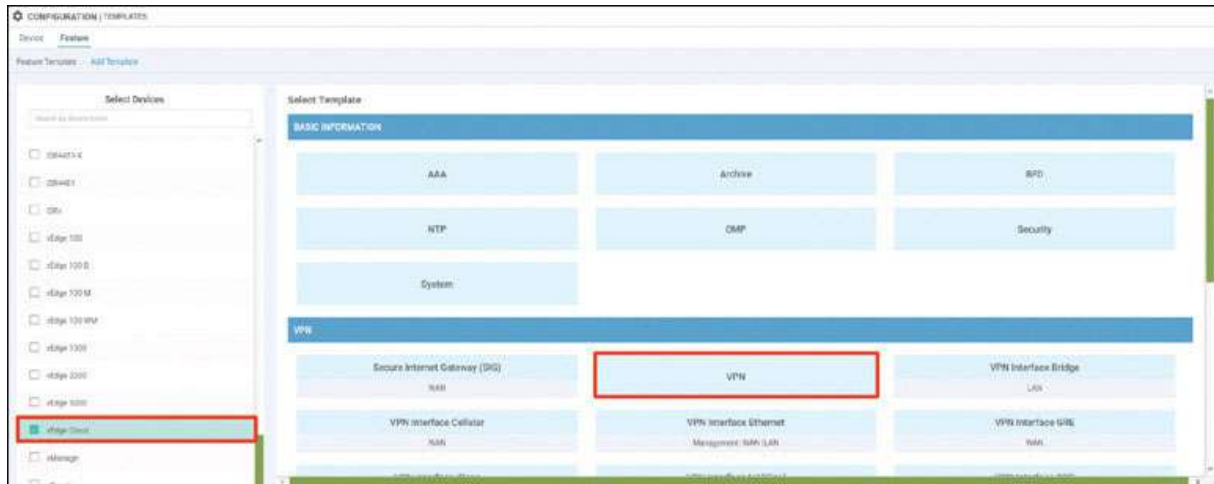 CONFIGURATION | TEMPLATES
Device Feature
Feature Template Add Template
Select Devices
Select Template
BASIC INFORMATION
AAA
Archive
BFD
NTP
OMP
Security
System
VPN
Secure Internet Gateway (SIG)
WAN
VPN
VPN Interface Bridge
LAN
VPN Interface Cellular
WAN
VPN Interface Ethernet
Management | WAN | LAN
VPN Interface GRE
WAN
vEdge 100
vEdge 100 B
vEdge 100 M
vEdge 100 WM
vEdge 1000
vEdge 2000
vEdge 5000
vEdge Cloud
vManage